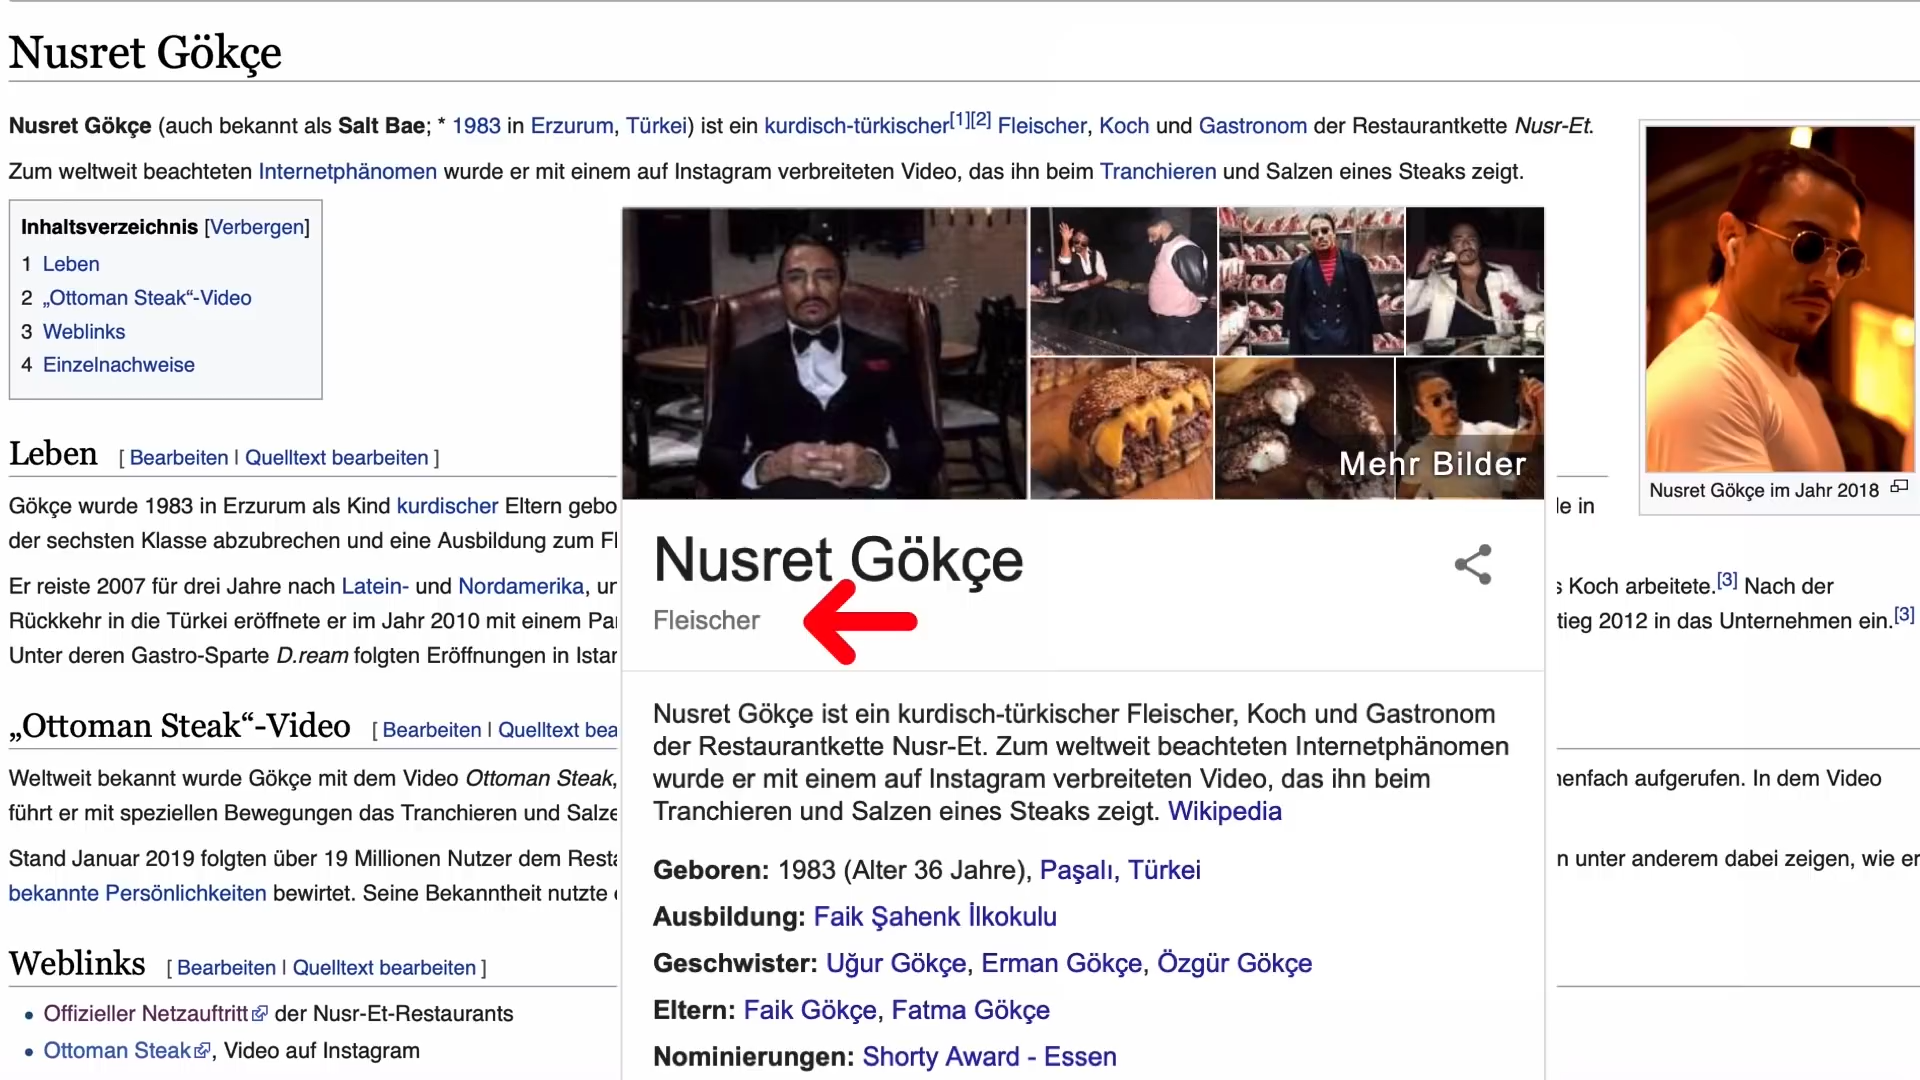 Nusret Gökçe
Nusret Gökçe (auch bekannt als Salt Bae; * 1983 in Erzurum, Türkei) ist ein kurdisch-türkischer[1][2] Fleischer, Koch und Gastronom der Restaurantkette Nusr-Et.
Zum weltweit beachteten Internetphänomen wurde er mit einem auf Instagram verbreiteten Video, das ihn beim Tranchieren und Salzen eines Steaks zeigt.
Inhaltsverzeichnis [Verbergen]
1 Leben
2 „Ottoman Steak“-Video
3 Weblinks
4 Einzelnachweise
Leben [ Bearbeiten | Quelltext bearbeiten ]
Gökçe wurde 1983 in Erzurum als Kind kurdischer Eltern gebo
der sechsten Klasse abzubrechen und eine Ausbildung zum Fl
Er reiste 2007 für drei Jahre nach Latein- und Nordamerika, ur
Rückkehr in die Türkei eröffnete er im Jahr 2010 mit einem Par
Unter deren Gastro-Sparte D.ream folgten Eröffnungen in Istar
„Ottoman Steak“-Video [ Bearbeiten | Quelltext bea
Weltweit bekannt wurde Gökçe mit dem Video Ottoman Steak,
führt er mit speziellen Bewegungen das Tranchieren und Salze
Stand Januar 2019 folgten über 19 Millionen Nutzer dem Resta
bekannte Persönlichkeiten bewirtet. Seine Bekanntheit nutzte
Weblinks [ Bearbeiten | Quelltext bearbeiten ]
Offizieller Netzauftritt der Nusr-Et-Restaurants
Ottoman Steak, Video auf Instagram
Mehr Bilder
Nusret Gökçe
Fleischer
Nusret Gökçe ist ein kurdisch-türkischer Fleischer, Koch und Gastronom
der Restaurantkette Nusr-Et. Zum weltweit beachteten Internetphänomen
wurde er mit einem auf Instagram verbreiteten Video, das ihn beim
Tranchieren und Salzen eines Steaks zeigt. Wikipedia
Geboren: 1983 (Alter 36 Jahre), Paşalı, Türkei
Ausbildung: Faik Şahenk İlkokulu
Geschwister: Uğur Gökçe, Erman Gökçe, Özgür Gökçe
Eltern: Faik Gökçe, Fatma Gökçe
Nominierungen: Shorty Award - Essen
Nusret Gökçe im Jahr 2018
le in
s Koch arbeitete.[3] Nach der
tieg 2012 in das Unternehmen ein.[3]
enfach aufgerufen. In dem Video
n unter anderem dabei zeigen, wie er